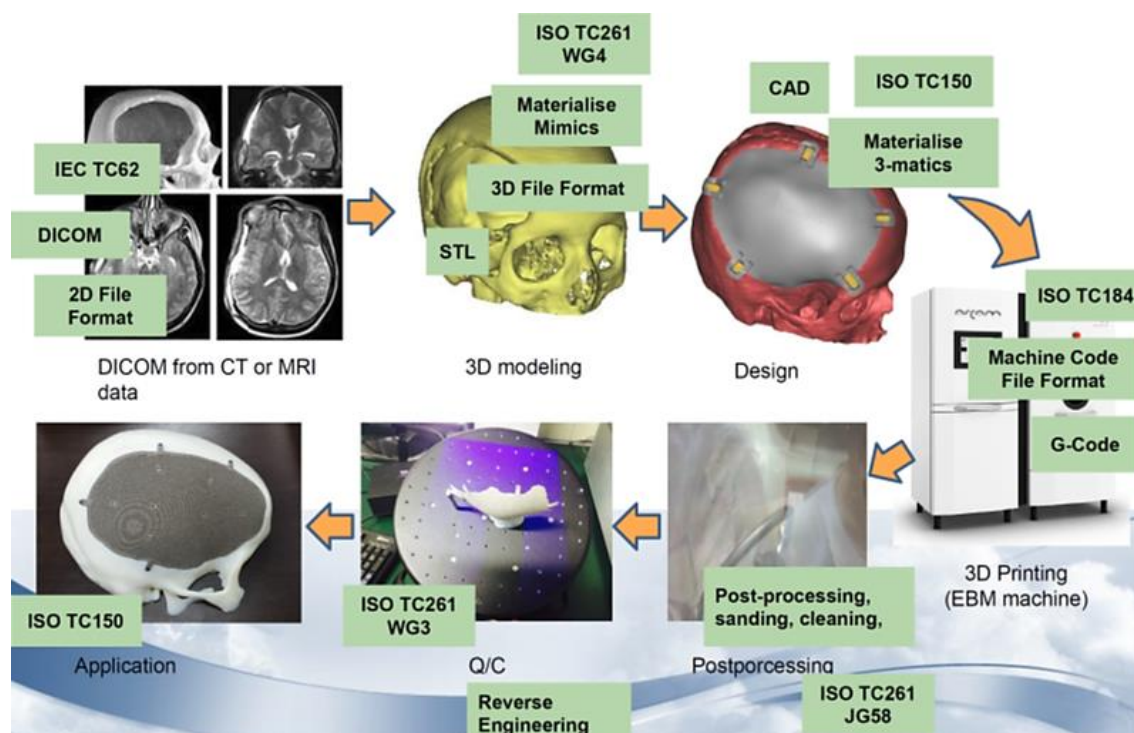 ISO TC261
WG4
CAD
ISO TC150
Materialise
Mimics
Materialise
3-matics
IEC TC62
3D File Format
DICOM
STL
2D File
Format
ISO TC184
Machine Code
File Format
G-Code
DICOM from CT or MRI
data
3D modeling
Design
arcam
3D Printing
(EBM machine)
Post-processing,
sanding, cleaning,
ISO TC261
WG3
ISO TC150
Application
Q/C
Postporcessing
Reverse
Engineering
ISO TC261
JG58